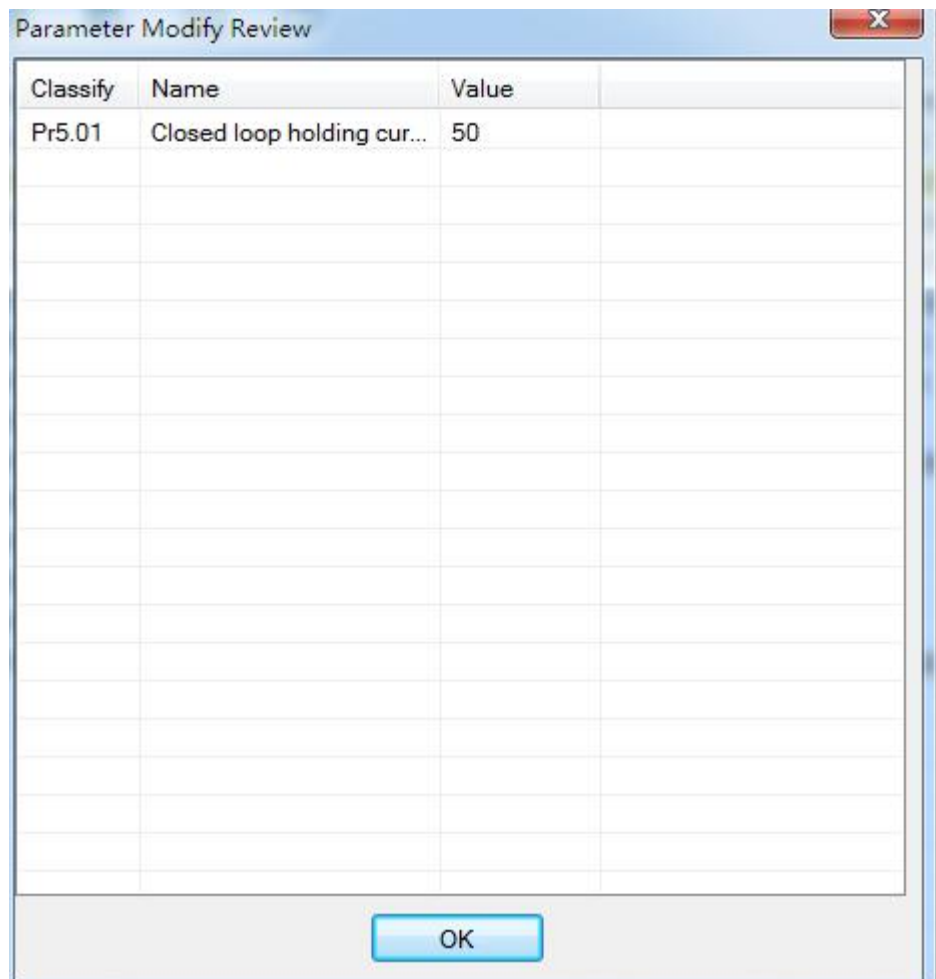 Parameter Modify Review
Classify Name Value
Pr5.01 Closed loop holding cur... 50
OK